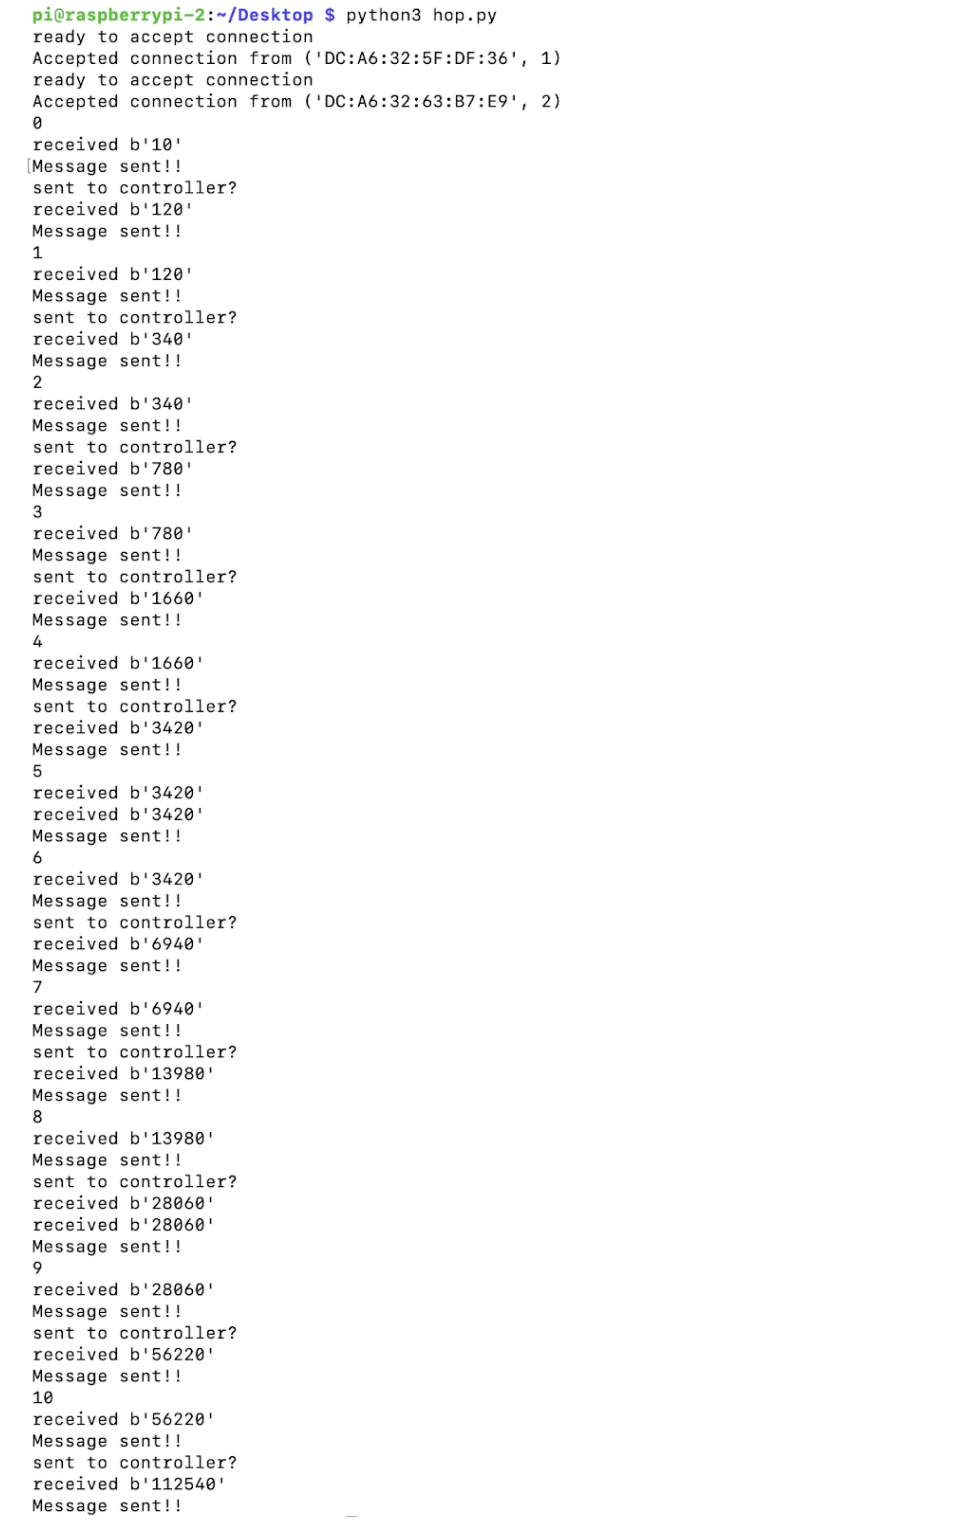 pi@raspberrypi-2:~/Desktop $ python3 hop.py
ready to accept connection
Accepted connection from ('DC:A6:32:5F:DF:36', 1)
ready to accept connection
Accepted connection from ('DC:A6:32:63:B7:E9', 2)
0
received b'10'
[Message sent!!
sent to controller?
received b'120'
Message sent!!
1
received b'120'
Message sent!!
sent to controller?
received b'340'
Message sent!!
2
received b'340'
Message sent!!
sent to controller?
received b'780'
Message sent!!
3
received b'780'
Message sent!!
sent to controller?
received b'1660'
Message sent!!
4
received b'1660'
Message sent!!
sent to controller?
received b'3420'
Message sent!!
5
received b'3420'
received b'3420'
Message sent!!
6
received b'3420'
Message sent!!
sent to controller?
received b'6940'
Message sent!!
7
received b'6940'
Message sent!!
sent to controller?
received b'13980'
Message sent!!
8
received b'13980'
Message sent!!
sent to controller?
received b'28060'
received b'28060'
Message sent!!
9
received b'28060'
Message sent!!
sent to controller?
received b'56220'
Message sent!!
10
received b'56220'
Message sent!!
sent to controller?
received b'112540'
Message sent!!